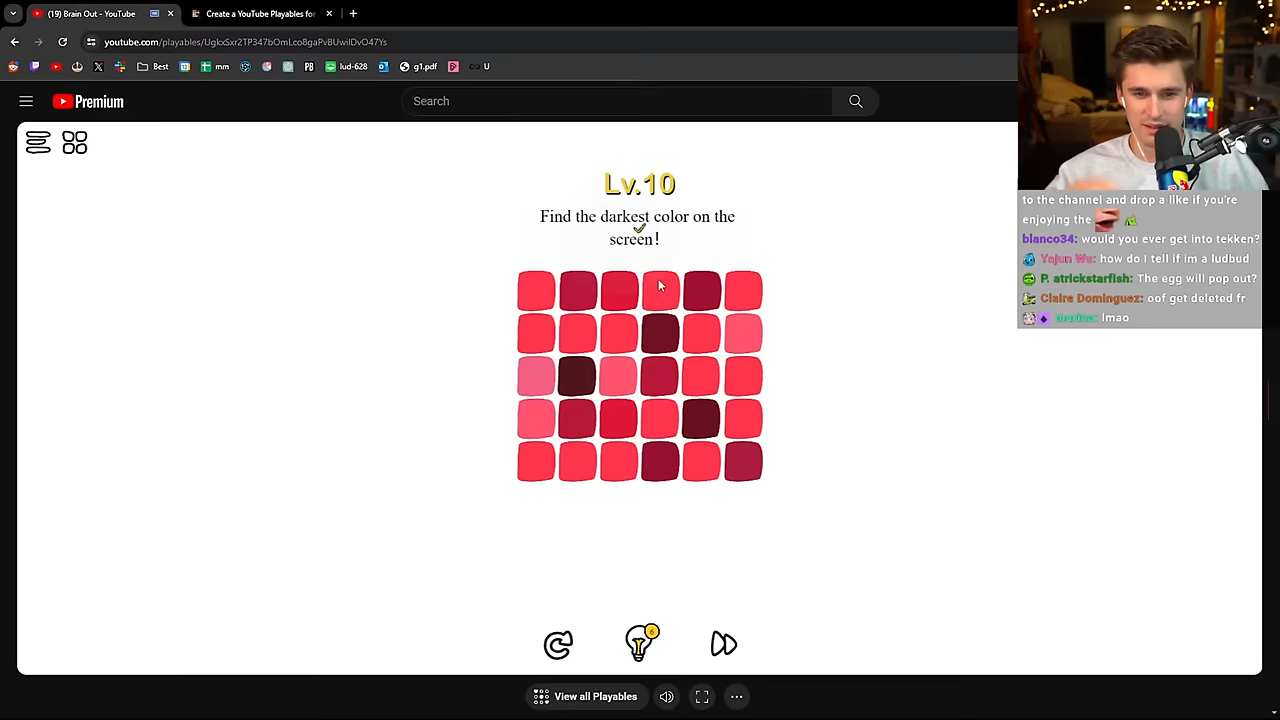 (19) Brain Out - YouTube
Create a YouTube Playables for
youtube.com/playables/UgkxSxr2TP347bOmLco8gaPvBUwilDvO47Ys
Best
mm
PB
lud-628
g1.pdf
U
Premium
Search
Lv.10
Find the darkest color on the
screen!
to the channel and drop a like if you're
enjoying the
blanco34: would you ever get into tekken?
Yajun Wu: how do I tell if im a ludbud
P. atrickstarfish: The egg will pop out?
Claire Dominguez: oof get deleted fr
lmao
6
View all Playables